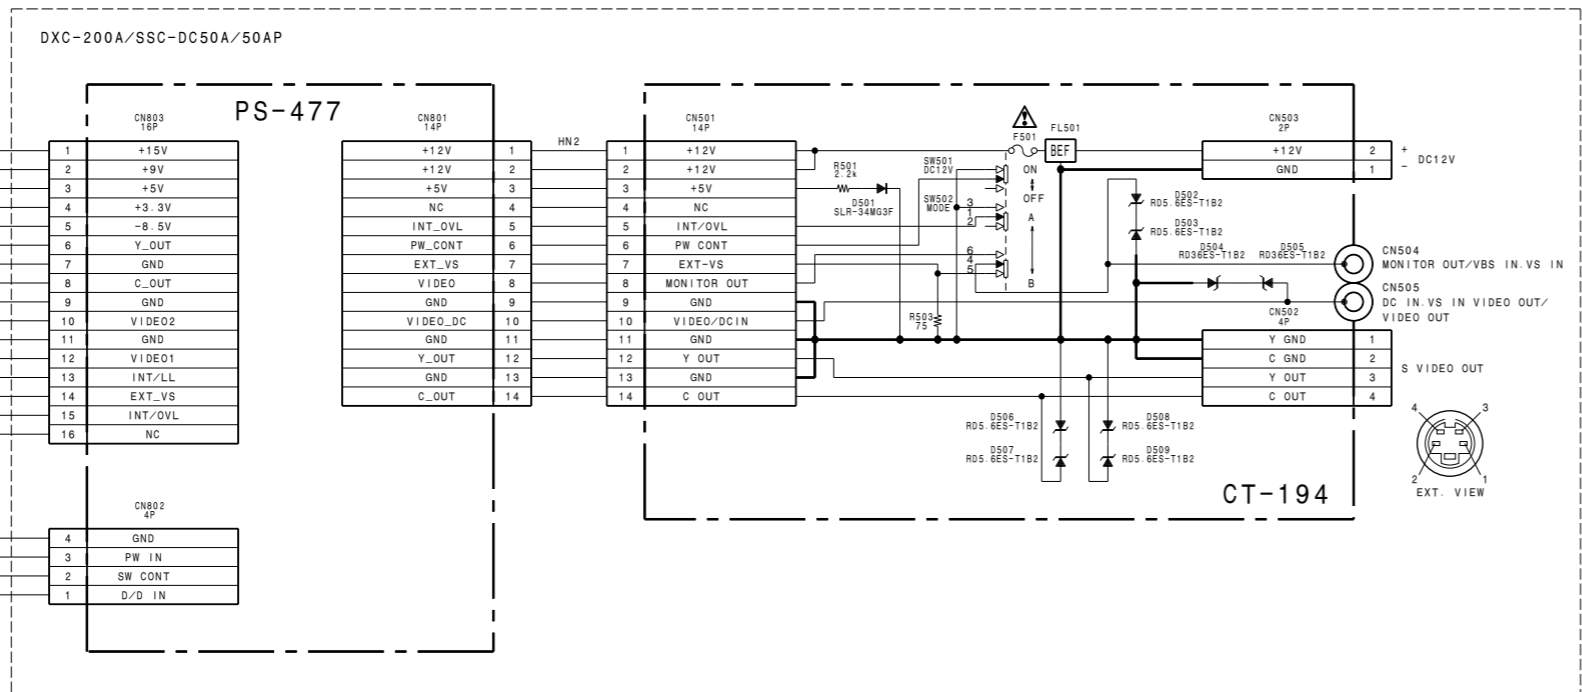 DXC-200A/SSC-DC50A/50AP
PS-477
CN803
16P
1 +15V
2 +9V
3 +5V
4 +3.3V
5 -8.5V
6 Y_OUT
7 GND
8 C_OUT
9 GND
10 VIDEO2
11 GND
12 VIDEO1
13 INT/LL
14 EXT_VS
15 INT/OVL
16 NC
CN802
4P
4 GND
3 PW IN
2 SW CONT
1 D/D IN
CN801
14P
+12V 1
+12V 2
+5V 3
NC 4
INT_OVL 5
PW_CONT 6
EXT_VS 7
VIDEO 8
GND 9
VIDEO_DC 10
GND 11
Y_OUT 12
GND 13
C_OUT 14
HN2
CN501
14P
1 +12V
2 +12V
3 +5V
4 NC
5 INT/OVL
6 PW CONT
7 EXT-VS
8 MONITOR OUT
9 GND
10 VIDEO/DCIN
11 GND
12 Y OUT
13 GND
14 C OUT
R501
2.2k
D501
SLR-34MG3F
SW501
DC12V
SW502
MODE
3
1
2
6
4
5
ON
OFF
A
B
F501
FL501
BEF
R503
75
D502
RD5.6ES-T1B2
D503
RD5.6ES-T1B2
D504
RD36ES-T1B2
D505
RD36ES-T1B2
D506
RD5.6ES-T1B2
D507
RD5.6ES-T1B2
D508
RD5.6ES-T1B2
D509
RD5.6ES-T1B2
CN503
2P
+12V 2 +
GND 1 -
DC12V
CN504
MONITOR OUT/VBS IN.VS IN
CN505
DC IN.VS IN VIDEO OUT/
VIDEO OUT
CN502
4P
Y GND 1
C GND 2
Y OUT 3
C OUT 4
S VIDEO OUT
4 3
2 1
EXT. VIEW
CT-194